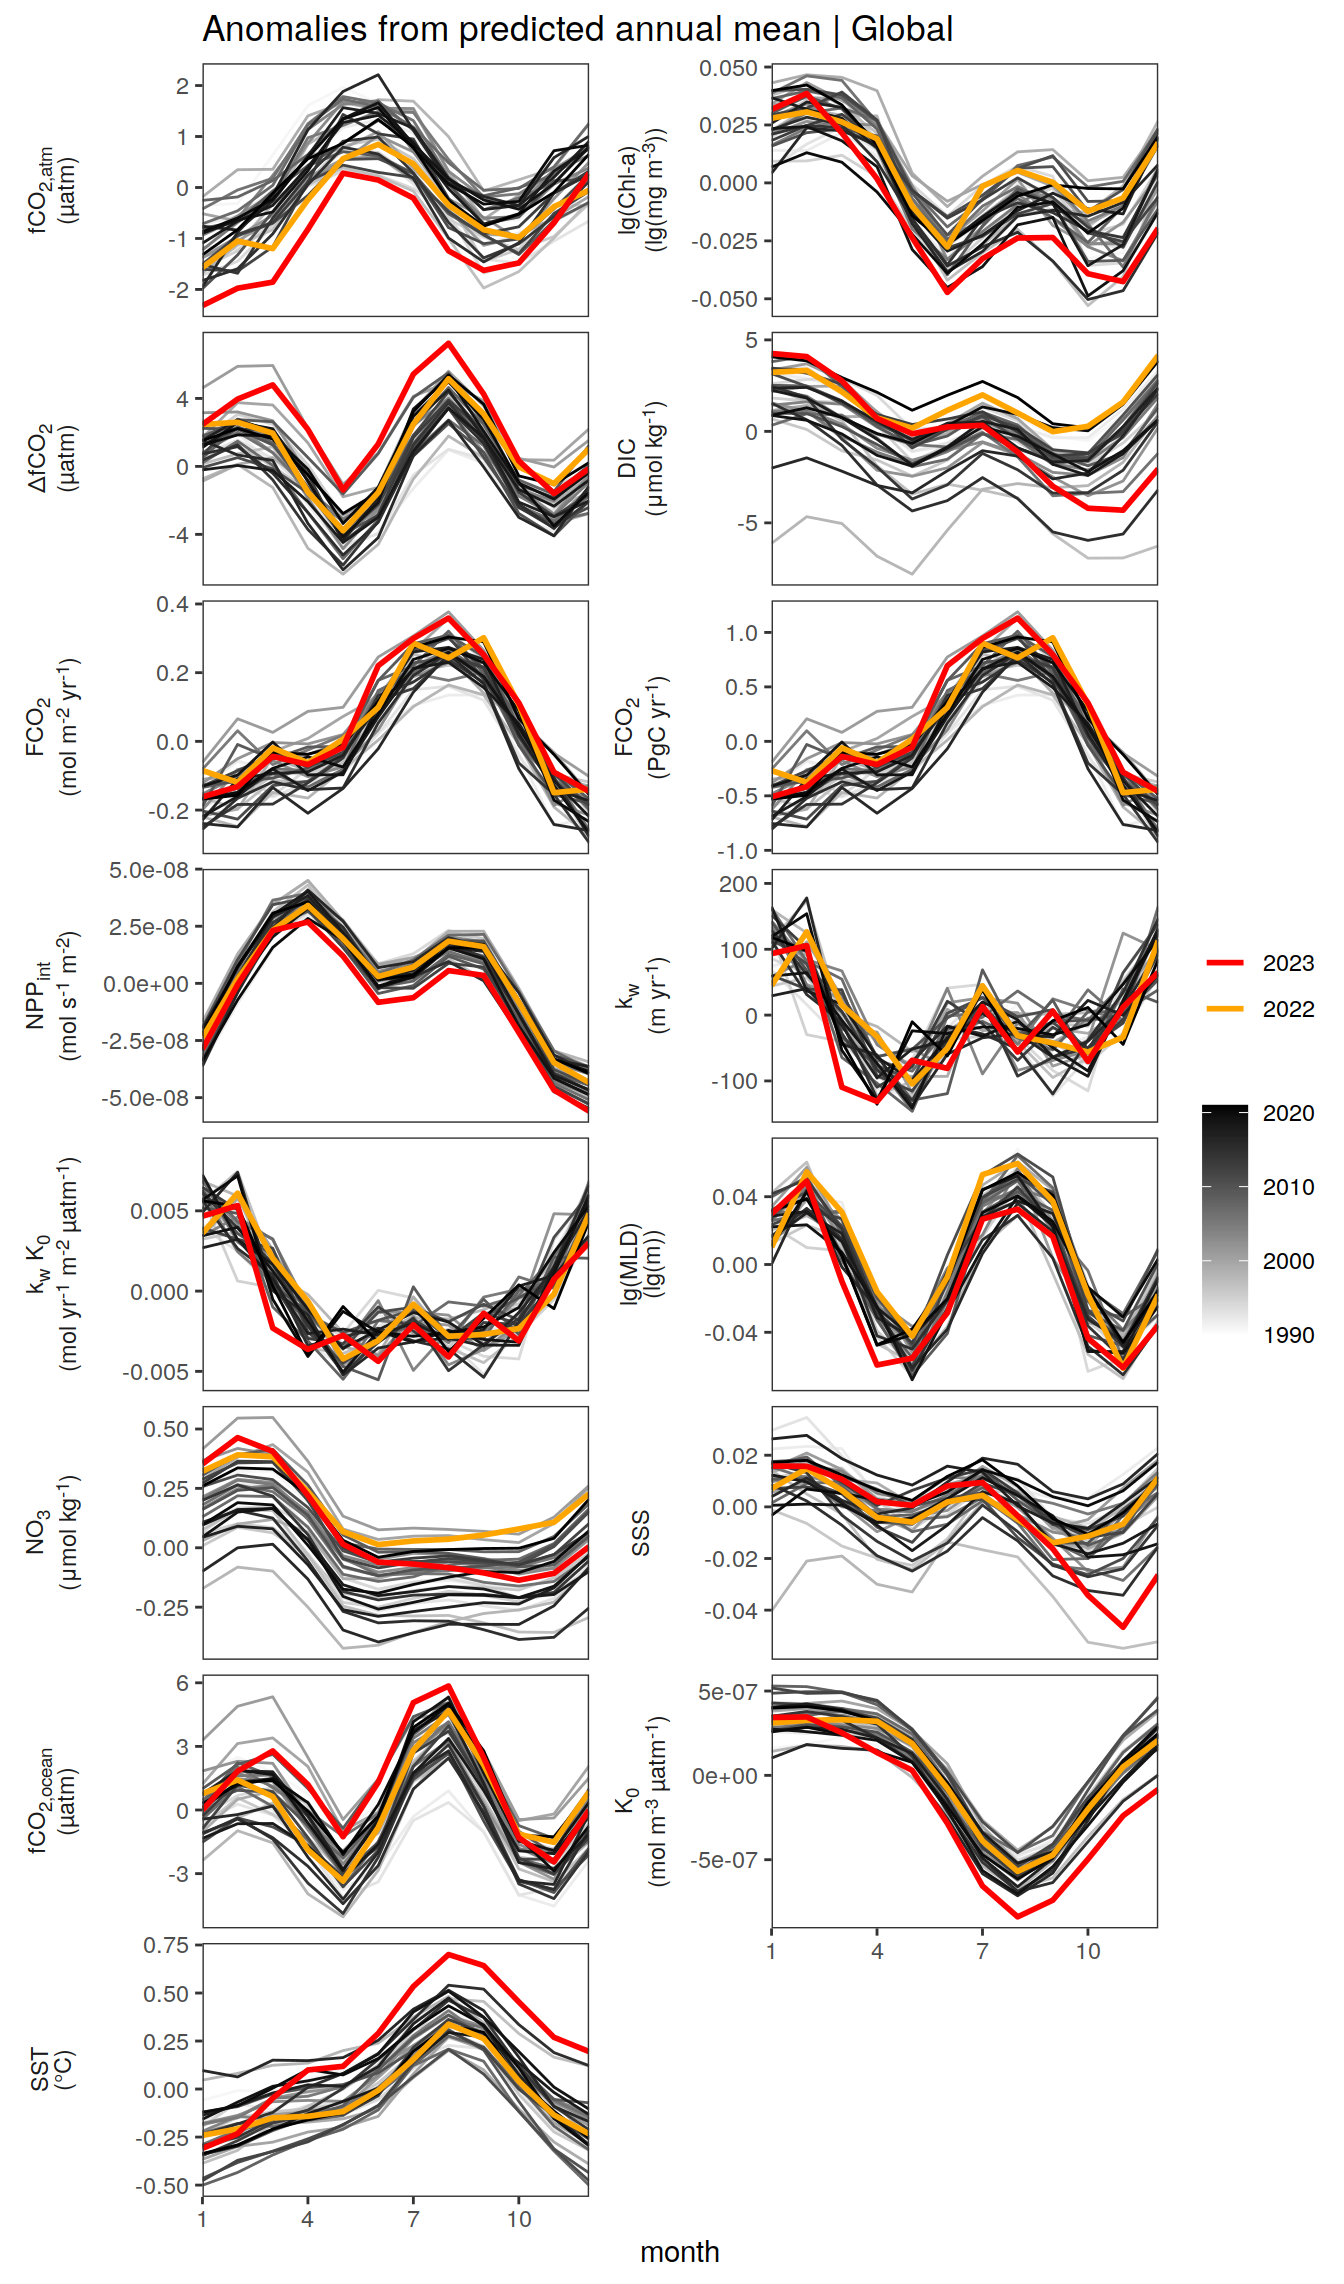 Anomalies from predicted annual mean | Global
fCO2,atm
(µatm)
2
1
0
-1
-2
lg(Chl-a)
(lg(mg m-3))
0.050
0.025
0.000
-0.025
-0.050
ΔfCO2
(µatm)
4
0
-4
DIC
(µmol kg-1)
5
0
-5
FCO2
(mol m-2 yr-1)
0.4
0.2
0.0
-0.2
FCO2
(PgC yr-1)
1.0
0.5
0.0
-0.5
-1.0
NPPint
(mol s-1 m-2)
5.0e-08
2.5e-08
0.0e+00
-2.5e-08
-5.0e-08
kw
(m yr-1)
200
100
0
-100
kw K0
(mol yr-1 m-2 µatm-1)
0.005
0.000
-0.005
lg(MLD)
(lg(m))
0.04
0.00
-0.04
NO3
(µmol kg-1)
0.50
0.25
0.00
-0.25
SSS
0.02
0.00
-0.02
-0.04
fCO2,ocean
(µatm)
6
3
0
-3
K0
(mol m-3 µatm-1)
5e-07
0e+00
-5e-07
1 4 7 10
SST
(°C)
0.75
0.50
0.25
0.00
-0.25
-0.50
1 4 7 10
month
2023
2022
2020
2010
2000
1990